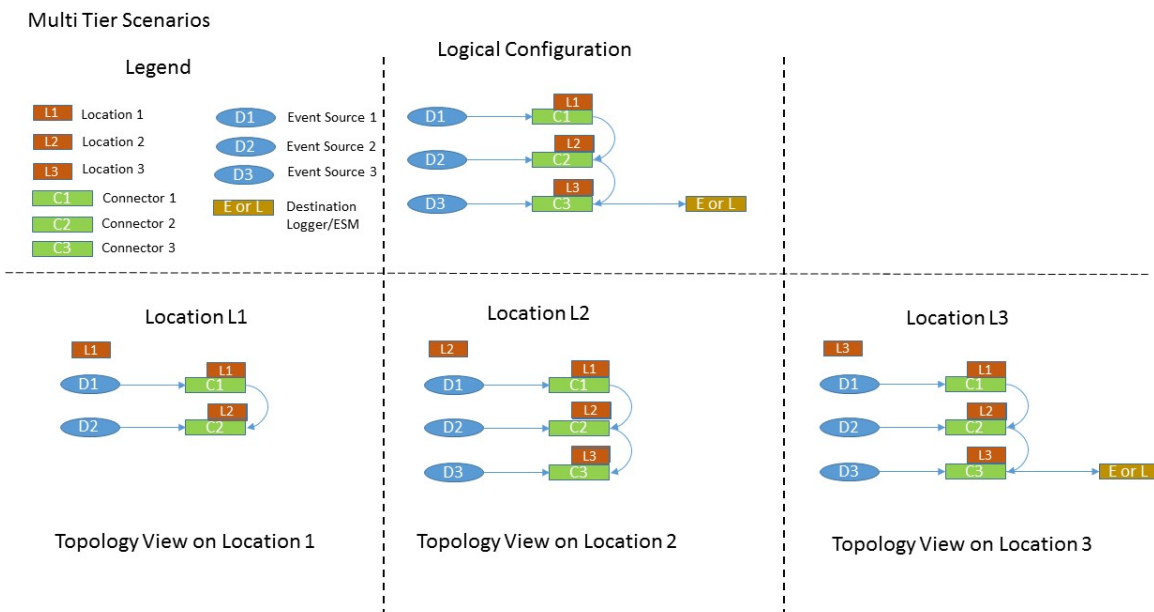 Multi Tier Scenarios
Legend
L1 Location 1
L2 Location 2
L3 Location 3
C1 Connector 1
C2 Connector 2
C3 Connector 3
D1 Event Source 1
D2 Event Source 2
D3 Event Source 3
E or L Destination
Logger/ESM
Logical Configuration
L1
D1 C1
L2
D2 C2
L3
D3 C3 E or L
Location L1
L1
L1
D1 C1
L2
D2 C2
Topology View on Location 1
Location L2
L2
L1
D1 C1
L2
D2 C2
L3
D3 C3
Topology View on Location 2
Location L3
L3
L1
D1 C1
L2
D2 C2
L3
D3 C3 E or L
Topology View on Location 3